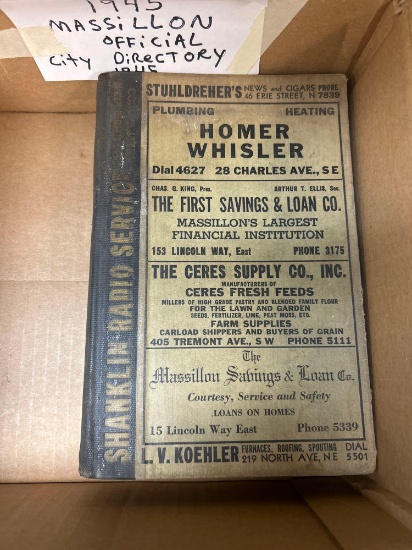 1945
MASSILLON
OFFICIAL
City DIRECTORY
1945
STUHLDREHER'S NEWS and CIGARS PHONE
46 ERIE STREET, N 7839
PLUMBING HEATING
HOMER
WHISLER
Dial 4627 28 CHARLES AVE., S E
CHAS. G. KING, Pres. ARTHUR T. ELLIS, Sec.
THE FIRST SAVINGS & LOAN CO.
MASSILLON'S LARGEST
FINANCIAL INSTITUTION
153 LINCOLN WAY, East PHONE 3175
THE CERES SUPPLY CO., INC.
MANUFACTURERS OF
CERES FRESH FEEDS
MILLERS OF HIGH GRADE PASTRY AND BLENDED FAMILY FLOUR
FOR THE LAWN AND GARDEN
SEEDS, FERTILIZER, LIME, PEAT MOSS, ETC.
FARM SUPPLIES
CARLOAD SHIPPERS AND BUYERS OF GRAIN
405 TREMONT AVE., S W PHONE 5111
The
Massillon Savings & Loan Co.
Courtesy, Service and Safety
LOANS ON HOMES
15 Lincoln Way East Phone 5339
L. V. KOEHLER FURNACES, ROOFING, SPOUTING DIAL
219 NORTH AVE., N E 5501
SHANKLIN RADIO SERVICE